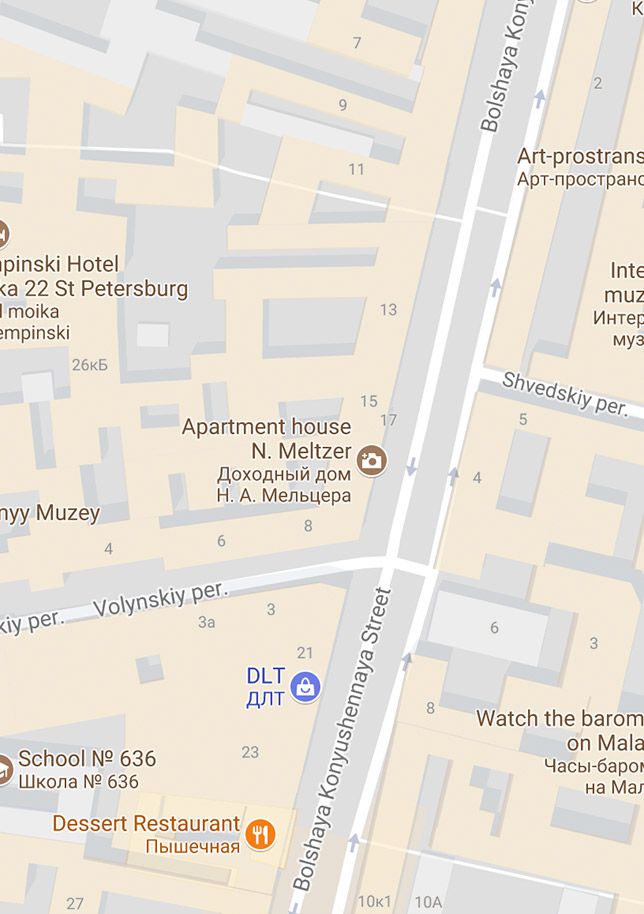 7
Bolshaya Kony
2
9
Art-prostrans
Арт-пространс
11
mpinski Hotel
ka 22 St Petersburg
l moika
empinski
Inte
muz
Интер
муз
13
26кБ
Shvedskiy per.
15
17
5
Apartment house
N. Meltzer
Доходный дом
Н. А. Мельцера
4
nyy Muzey
8
6
4
Volynskiy per.
kiy per.
3
3а
6
3
21
DLT
ДЛТ
8
Bolshaya Konyushennaya Street
Watch the barom
on Mala
Часы-баром
на Мал
23
School № 636
Школа № 636
Dessert Restaurant
Пышечная
27
10к1
10А